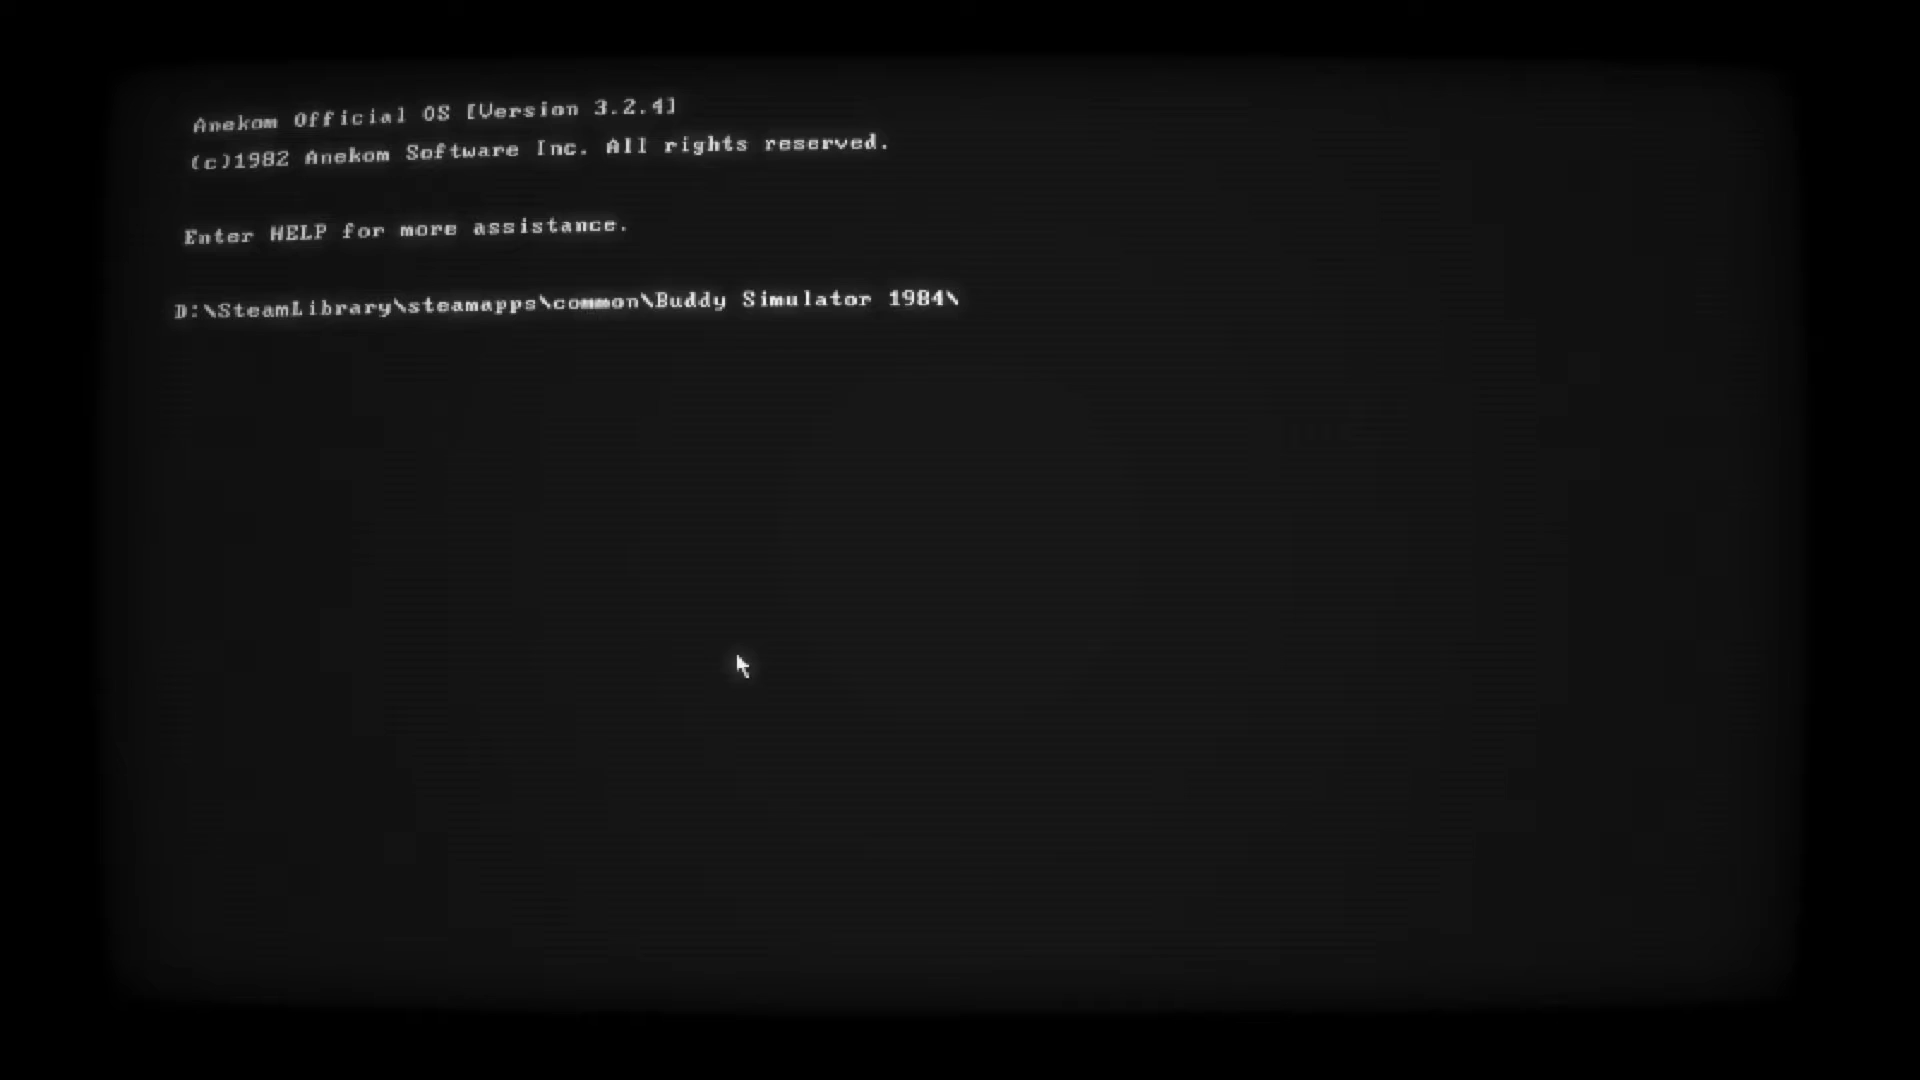 Anekom Official OS [Version 3.2.4]
(c)1982 Anekom Software Inc. All rights reserved.
Enter HELP for more assistance.
D:\SteamLibrary\steamapps\common\Buddy Simulator 1984\